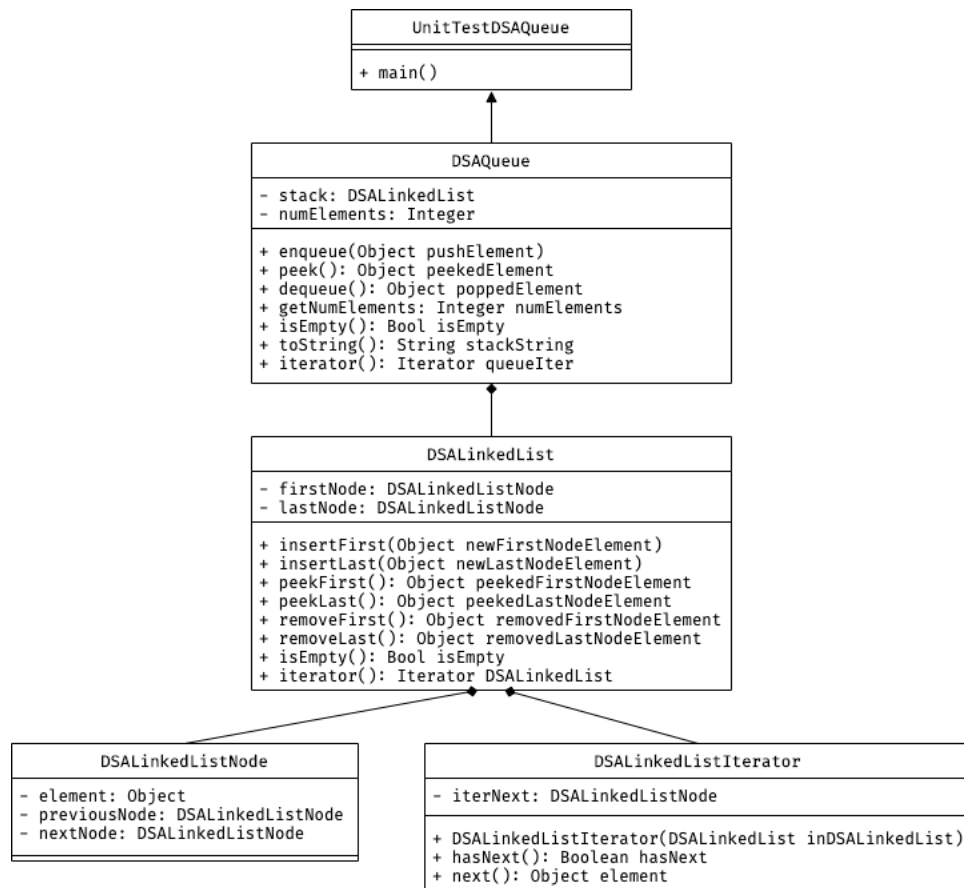 UnitTestDSAQueue
+ main()
DSAQueue
- stack: DSALinkedList
- numElements: Integer
+ enqueue(Object pushElement)
+ peek(): Object peekedElement
+ dequeue(): Object poppedElement
+ getNumElements: Integer numElements
+ isEmpty(): Bool isEmpty
+ toString(): String stackString
+ iterator(): Iterator queueIter
DSALinkedList
- firstNode: DSALinkedListNode
- lastNode: DSALinkedListNode
+ insertFirst(Object newFirstNodeElement)
+ insertLast(Object newLastNodeElement)
+ peekFirst(): Object peekedFirstNodeElement
+ peekLast(): Object peekedLastNodeElement
+ removeFirst(): Object removedFirstNodeElement
+ removeLast(): Object removedLastNodeElement
+ isEmpty(): Bool isEmpty
+ iterator(): Iterator DSALinkedList
DSALinkedListNode
- element: Object
- previousNode: DSALinkedListNode
- nextNode: DSALinkedListNode
DSALinkedListIterator
- iterNext: DSALinkedListNode
+ DSALinkedListIterator(DSALinkedList inDSALinkedList)
+ hasNext(): Boolean hasNext
+ next(): Object element